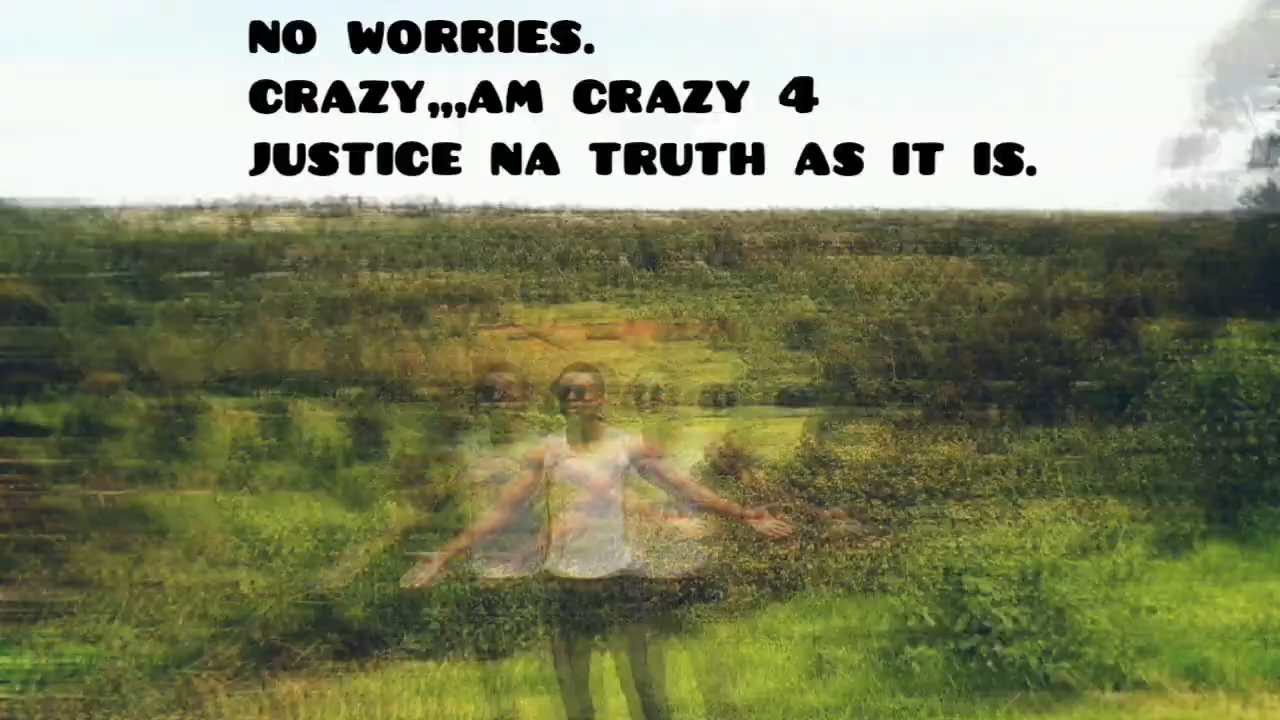 NO WORRIES.
CRAZY,,,AM CRAZY 4
JUSTICE NA TRUTH AS IT IS.